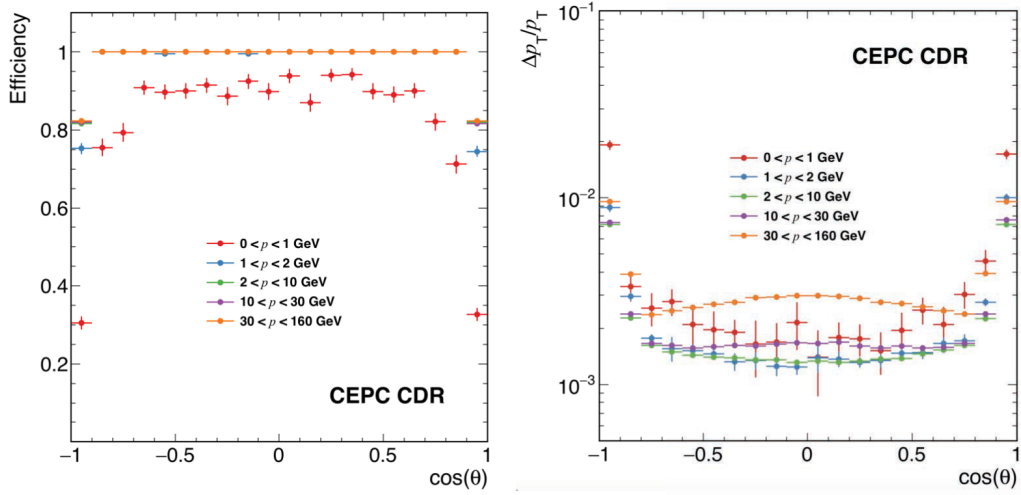 Efficiency
1
0.8
0.6
0.4
0.2
0 < p < 1 GeV
1 < p < 2 GeV
2 < p < 10 GeV
10 < p < 30 GeV
30 < p < 160 GeV
CEPC CDR
−1 −0.5 0 0.5 1
cos(θ)
Δp_T/p_T
10⁻¹
CEPC CDR
10⁻²
0 < p < 1 GeV
1 < p < 2 GeV
2 < p < 10 GeV
10 < p < 30 GeV
30 < p < 160 GeV
10⁻³
−1 −0.5 0 0.5 1
cos(θ)